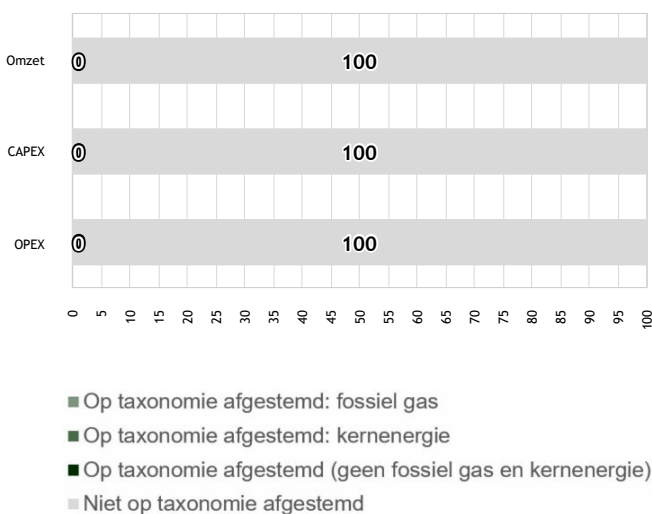 Omzet 0 100
CAPEX 0 100
OPEX 0 100
0 5 10 15 20 25 30 35 40 45 50 55 60 65 70 75 80 85 90 95 100
Op taxonomie afgestemd: fossiel gas
Op taxonomie afgestemd: kernenergie
Op taxonomie afgestemd (geen fossiel gas en kernenergie)
Niet op taxonomie afgestemd